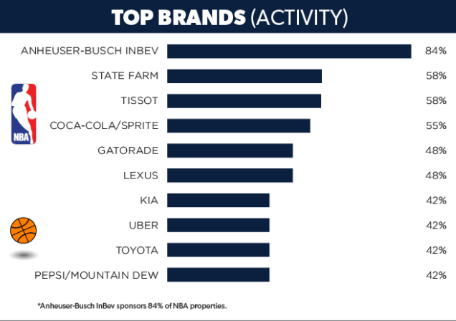 TOP BRANDS (ACTIVITY)
ANHEUSER-BUSCH INBEV 84%
STATE FARM 58%
TISSOT 58%
COCA-COLA/SPRITE 55%
GATORADE 48%
LEXUS 48%
KIA 42%
UBER 42%
TOYOTA 42%
PEPSI/MOUNTAIN DEW 42%
NBA
*Anheuser-Busch InBev sponsors 84% of NBA properties.